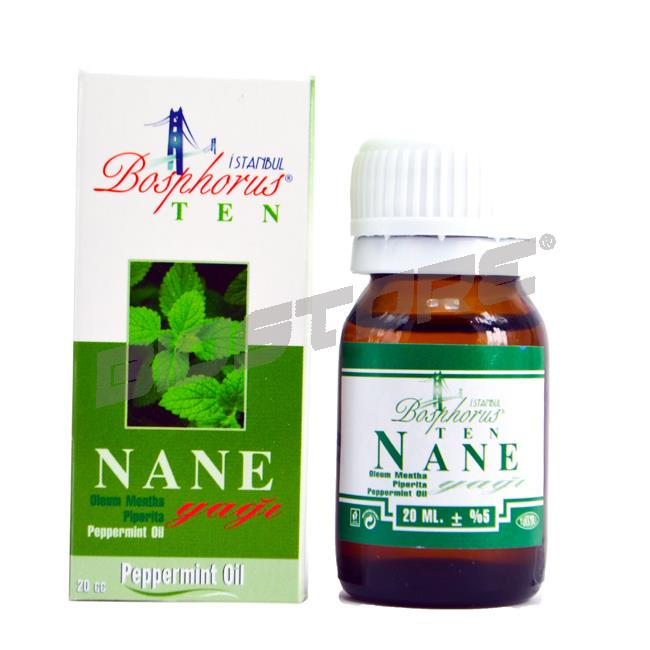 İSTANBUL
Bosphorus®
TEN
NANE
yağı
Oleum Mentha
Piperita
Peppermint Oil
Peppermint Oil
20 cc
İSTANBUL
Bosphorus®
TEN
NANE
yağı
Oleum Mentha
Piperita
Peppermint Oil
20 ML. ± %5